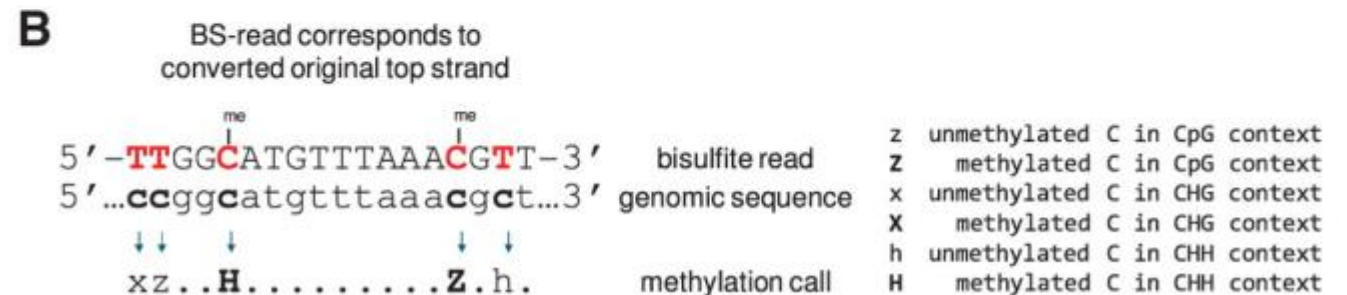 B
BS-read corresponds to
converted original top strand
me me
5′-TTGGCATGTTTAAACGTT-3′ bisulfite read
5′…ccggcatgtttaaacgct…3′ genomic sequence
xz..H.........Z.h. methylation call
z unmethylated C in CpG context
Z methylated C in CpG context
x unmethylated C in CHG context
X methylated C in CHG context
h unmethylated C in CHH context
H methylated C in CHH context